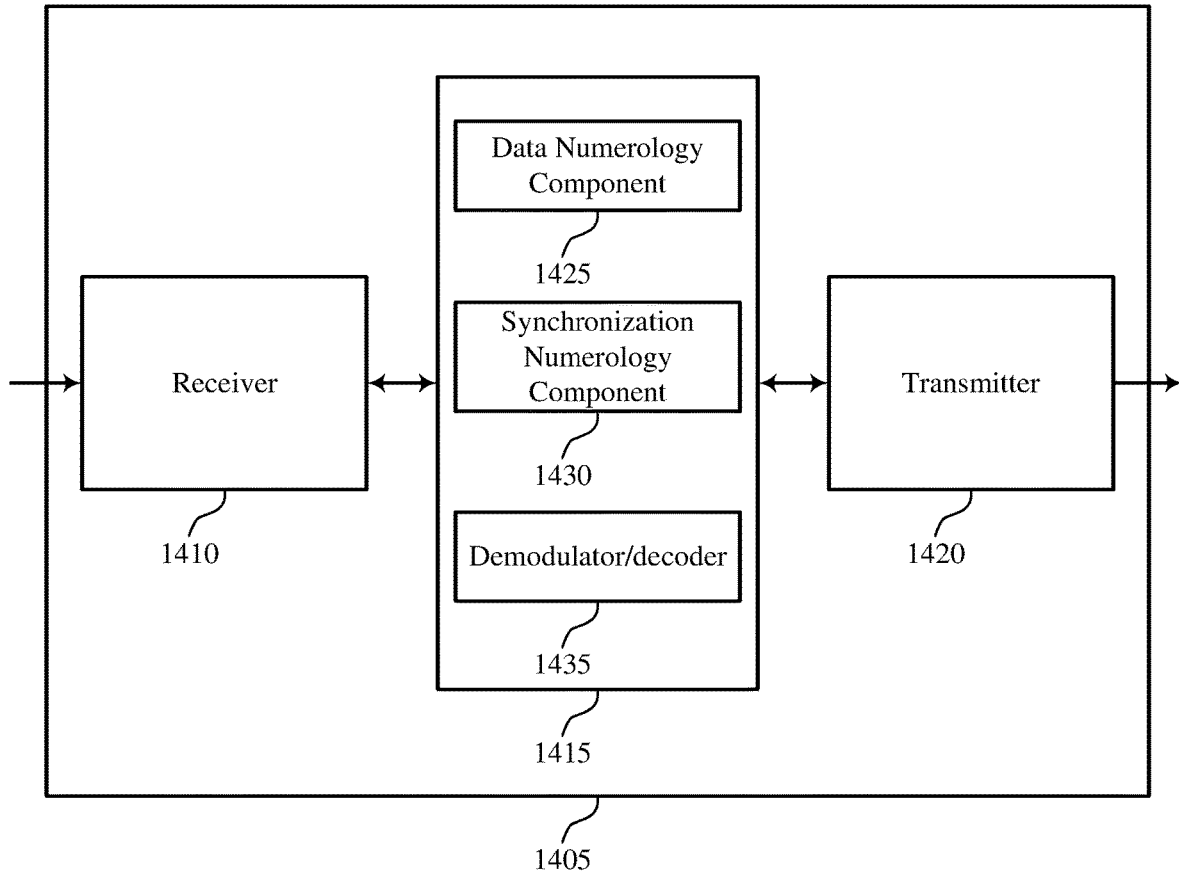 Data Numerology
Component
1425
Synchronization
Numerology
Component
1430
Receiver
1410
Transmitter
1420
Demodulator/decoder
1435
1415
1405